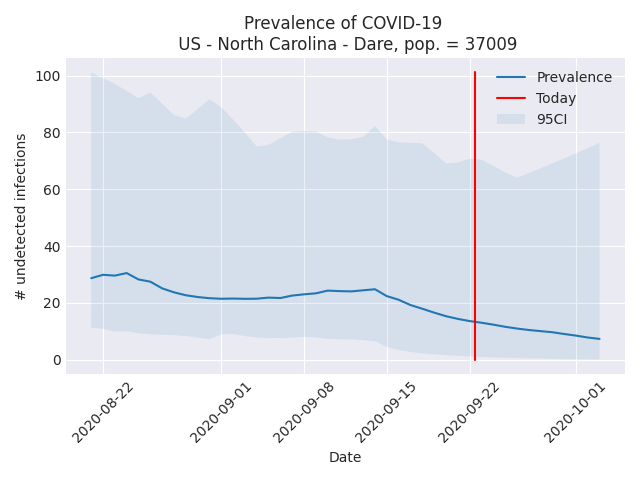 Prevalence of COVID-19
US - North Carolina - Dare, pop. = 37009
Prevalence
Today
95CI
# undetected infections
100
80
60
40
20
0
2020-08-22
2020-09-01
2020-09-08
2020-09-15
2020-09-22
2020-10-01
Date